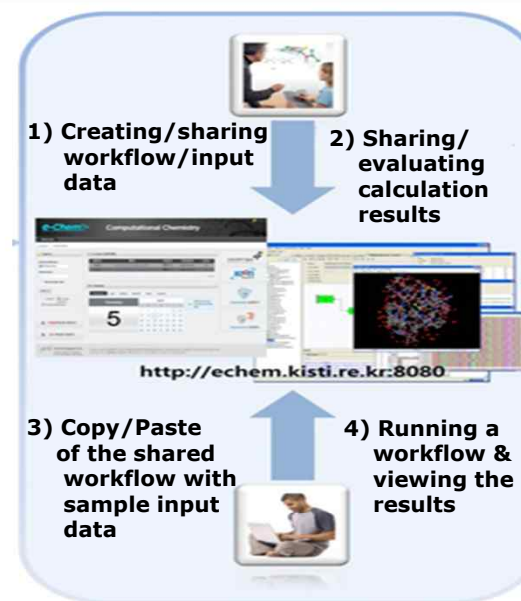 1) Creating/sharing
workflow/input
data
2) Sharing/
evaluating
calculation
results
e-Chem
Computational Chemistry
5
http://echem.kisti.re.kr:8080
3) Copy/Paste
of the shared
workflow with
sample input
data
4) Running a
workflow &
viewing the
results